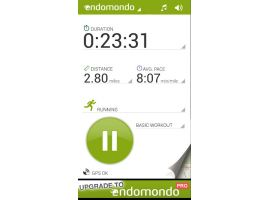 endomondo
DURATION
0:23:31
DISTANCE
2.80 miles
AVG. PACE
8:07 min/mile
RUNNING
BASIC WORKOUT
GPS OK
UPGRADE TO
endomondo
PRO